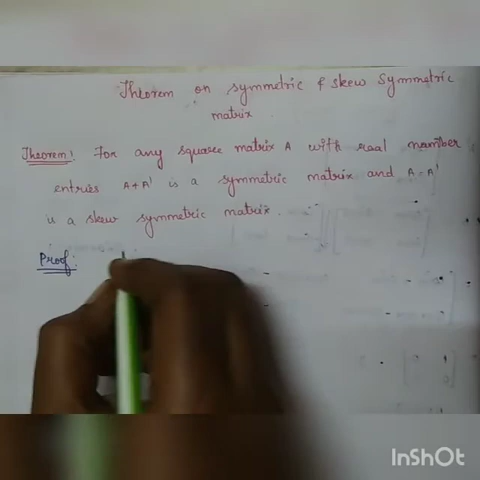 Theorem on symmetric & skew symmetric
matrix.
Theorem: For any square matrix A with real number
entries A + A' is a symmetric matrix and A - A'
is a skew symmetric matrix.
Proof:
InShOt